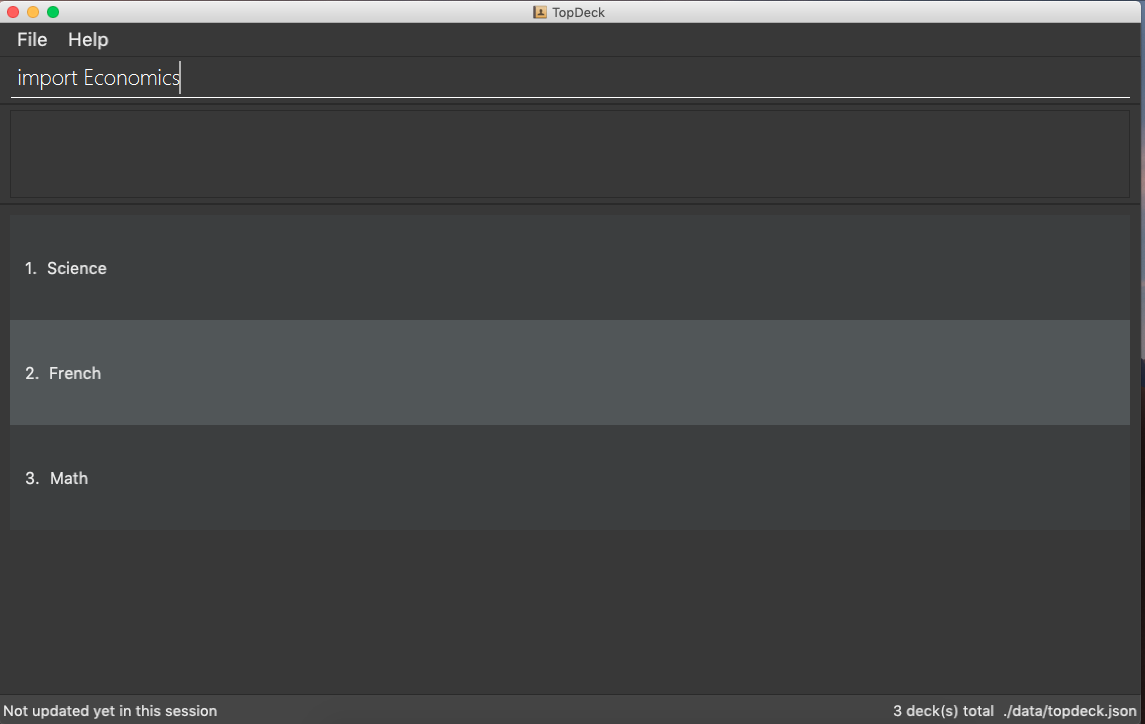 TopDeck
File Help
import Economics
1. Science
2. French
3. Math
Not updated yet in this session 3 deck(s) total ./data/topdeck.json